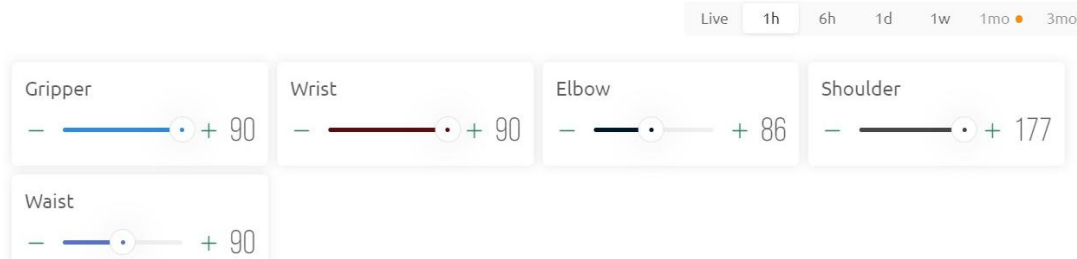 Live 1h 6h 1d 1w 1mo 3mo
Gripper Wrist Elbow Shoulder
− + 90 − + 90 − + 86 − + 177
Waist
− + 90